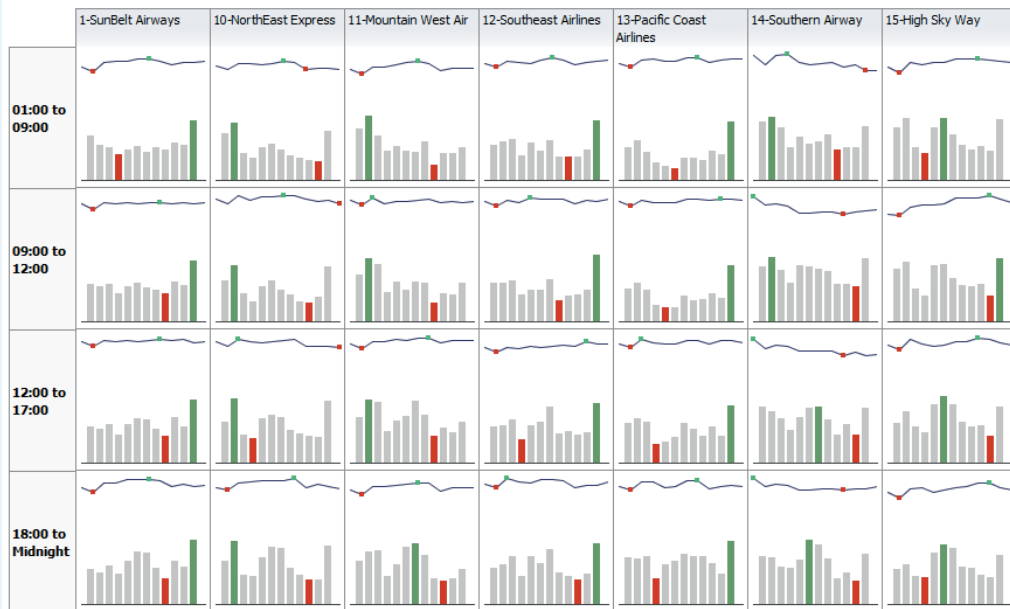 1-SunBelt Airways
10-NorthEast Express
11-Mountain West Air
12-Southeast Airlines
13-Pacific Coast
Airlines
14-Southern Airway
15-High Sky Way
01:00 to
09:00
09:00 to
12:00
12:00 to
17:00
18:00 to
Midnight